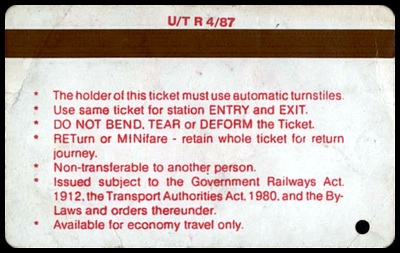 U/T R 4/87
* The holder of this ticket must use automatic turnstiles.
* Use same ticket for station ENTRY and EXIT.
* DO NOT BEND, TEAR or DEFORM the Ticket.
* RETurn or MINifare - retain whole ticket for return
journey.
* Non-transferable to another person.
* Issued subject to the Government Railways Act.
1912, the Transport Authorities Act. 1980. and the By-
Laws and orders thereunder.
* Available for economy travel only.